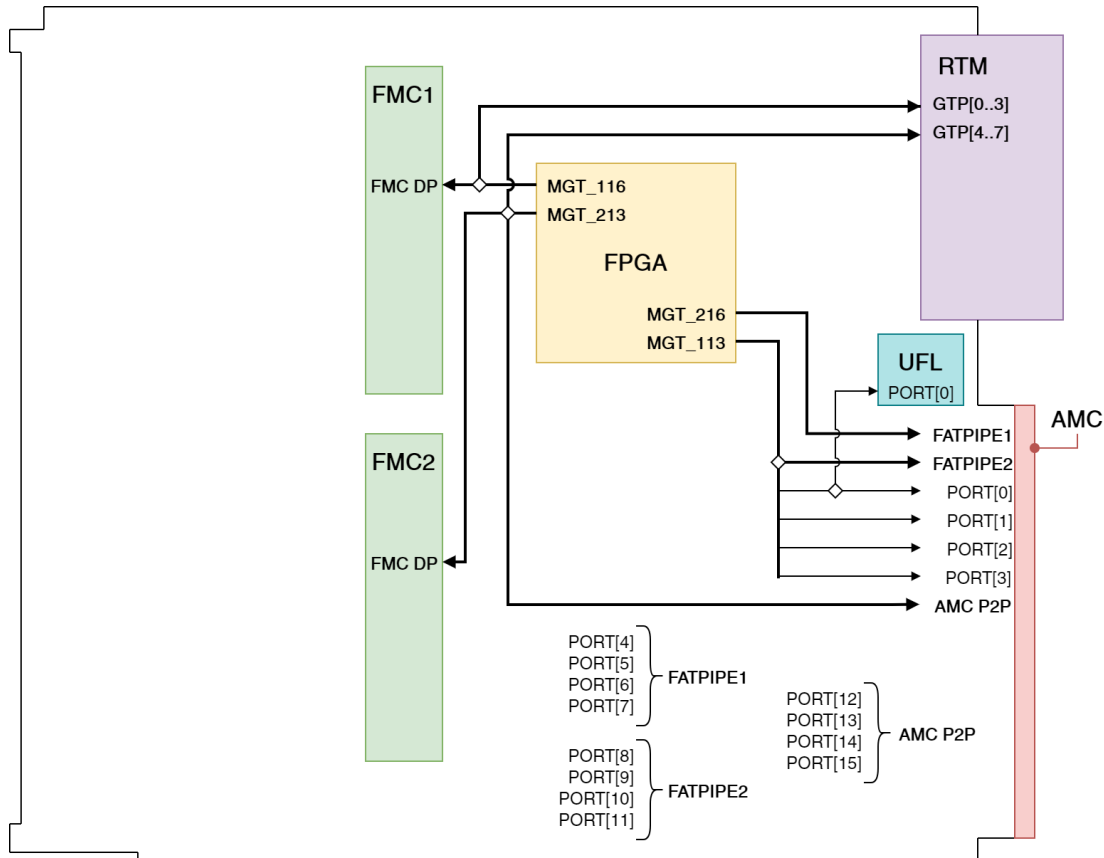 RTM
GTP[0..3]
GTP[4..7]
FMC1
FMC DP
MGT_116
MGT_213
FPGA
MGT_216
MGT_113
UFL
PORT[0]
AMC
FATPIPE1
FATPIPE2
PORT[0]
PORT[1]
PORT[2]
PORT[3]
AMC P2P
FMC2
FMC DP
PORT[4]
PORT[5]
PORT[6]
PORT[7]
FATPIPE1
PORT[12]
PORT[13]
PORT[14]
PORT[15]
AMC P2P
PORT[8]
PORT[9]
PORT[10]
PORT[11]
FATPIPE2